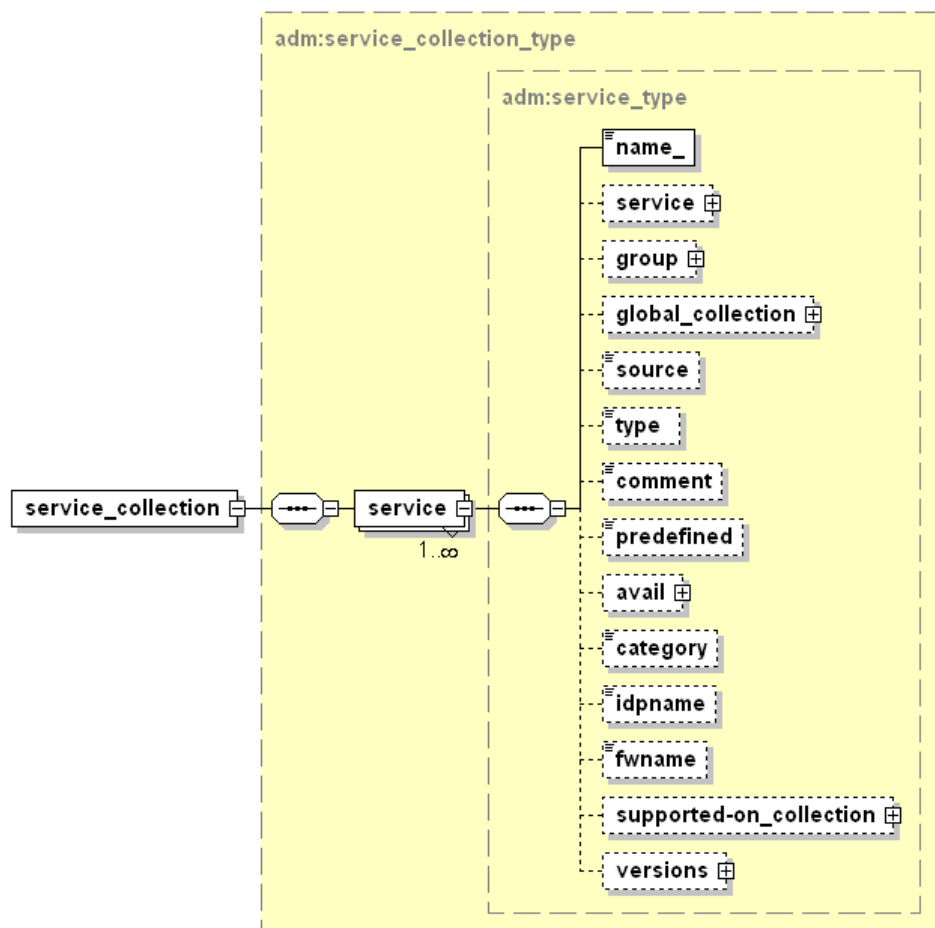 adm:service_collection_type
adm:service_type
name_
service
group
global_collection
source
type
comment
service_collection
service
1..∞
predefined
avail
category
idpname
fwname
supported-on_collection
versions